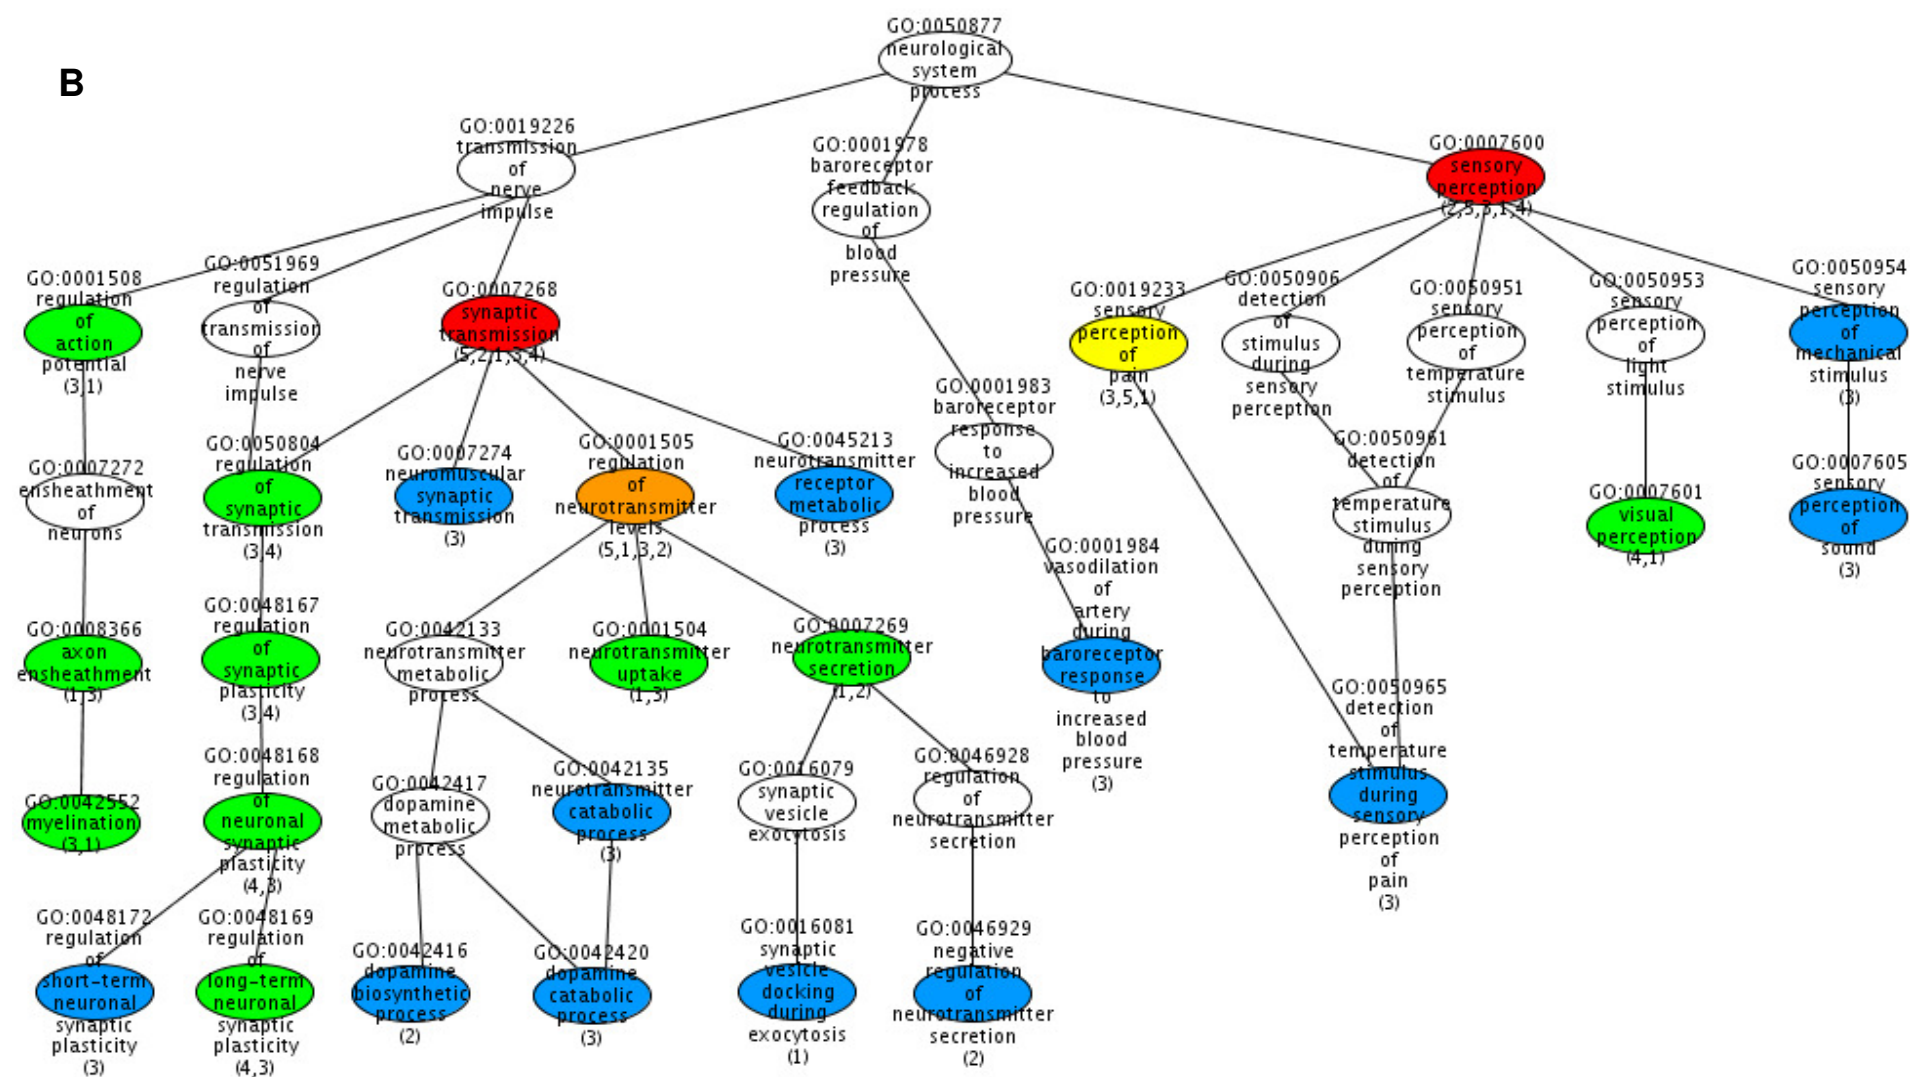 B
GO:0050877
neurological
system
process
GO:0019226
transmission
of
nerve
impulse
GO:0001978
baroreceptor
feedback
regulation
of
blood
pressure
GO:0007600
sensory
perception
(2,5,3,1,4)
GO:0001508
regulation
of
action
potential
(3,1)
GO:0051969
regulation
of
transmission
of
nerve
impulse
GO:0007268
synaptic
transmission
(5,2,1,3,4)
GO:0019233
sensory
perception
of
pain
(3,5,1)
GO:0050906
detection
of
stimulus
during
sensory
perception
GO:0050951
sensory
perception
of
temperature
stimulus
GO:0050953
sensory
perception
of
light
stimulus
GO:0050954
sensory
perception
of
mechanical
stimulus
(3)
GO:0001983
baroreceptor
response
to
increased
blood
pressure
GO:0007272
ensheathment
of
neurons
GO:0050804
regulation
of
synaptic
transmission
(3,4)
GO:0007274
neuromuscular
synaptic
transmission
(3)
GO:0001505
regulation
of
neurotransmitter
levels
(5,1,3,2)
GO:0045213
neurotransmitter
receptor
metabolic
process
(3)
GO:0050961
detection
of
temperature
stimulus
during
sensory
perception
GO:0007601
visual
perception
(4,1)
GO:0007605
sensory
perception
of
sound
(3)
GO:0001984
vasodilation
of
artery
during
baroreceptor
response
to
increased
blood
pressure
(3)
GO:0008366
axon
ensheathment
(1,3)
GO:0048167
regulation
of
synaptic
plasticity
(3,4)
GO:0042133
neurotransmitter
metabolic
process
GO:0001504
neurotransmitter
uptake
(1,3)
GO:0007269
neurotransmitter
secretion
(1,2)
GO:0050965
detection
of
temperature
stimulus
during
sensory
perception
of
pain
(3)
GO:0042552
myelination
(3,1)
GO:0048168
regulation
of
neuronal
synaptic
plasticity
(4,3)
GO:0042417
dopamine
metabolic
process
GO:0042135
neurotransmitter
catabolic
process
(3)
GO:0016079
synaptic
vesicle
exocytosis
GO:0046928
regulation
of
neurotransmitter
secretion
GO:0048172
regulation
of
short-term
neuronal
synaptic
plasticity
(3)
GO:0048169
regulation
of
long-term
neuronal
synaptic
plasticity
(4,3)
GO:0042416
dopamine
biosynthetic
process
(2)
GO:0042420
dopamine
catabolic
process
(3)
GO:0016081
synaptic
vesicle
docking
during
exocytosis
(1)
GO:0046929
negative
regulation
of
neurotransmitter
secretion
(2)